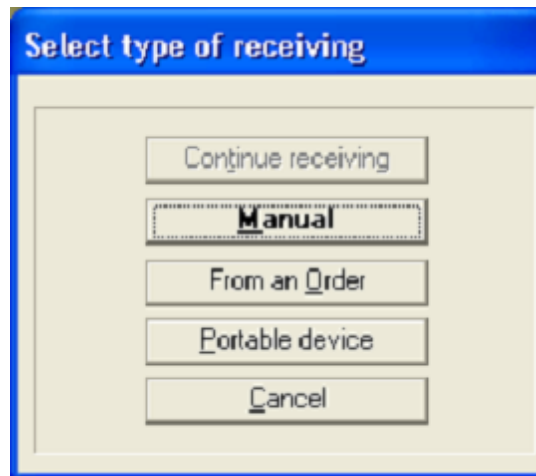 Select type of receiving
Continue receiving
Manual
From an Order
Portable device
Cancel